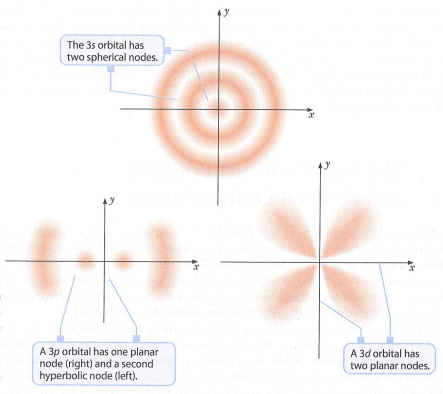 y
The 3s orbital has
two spherical nodes.
x
y
y
x
x
A 3p orbital has one planar
node (right) and a second
hyperbolic node (left).
A 3d orbital has
two planar nodes.